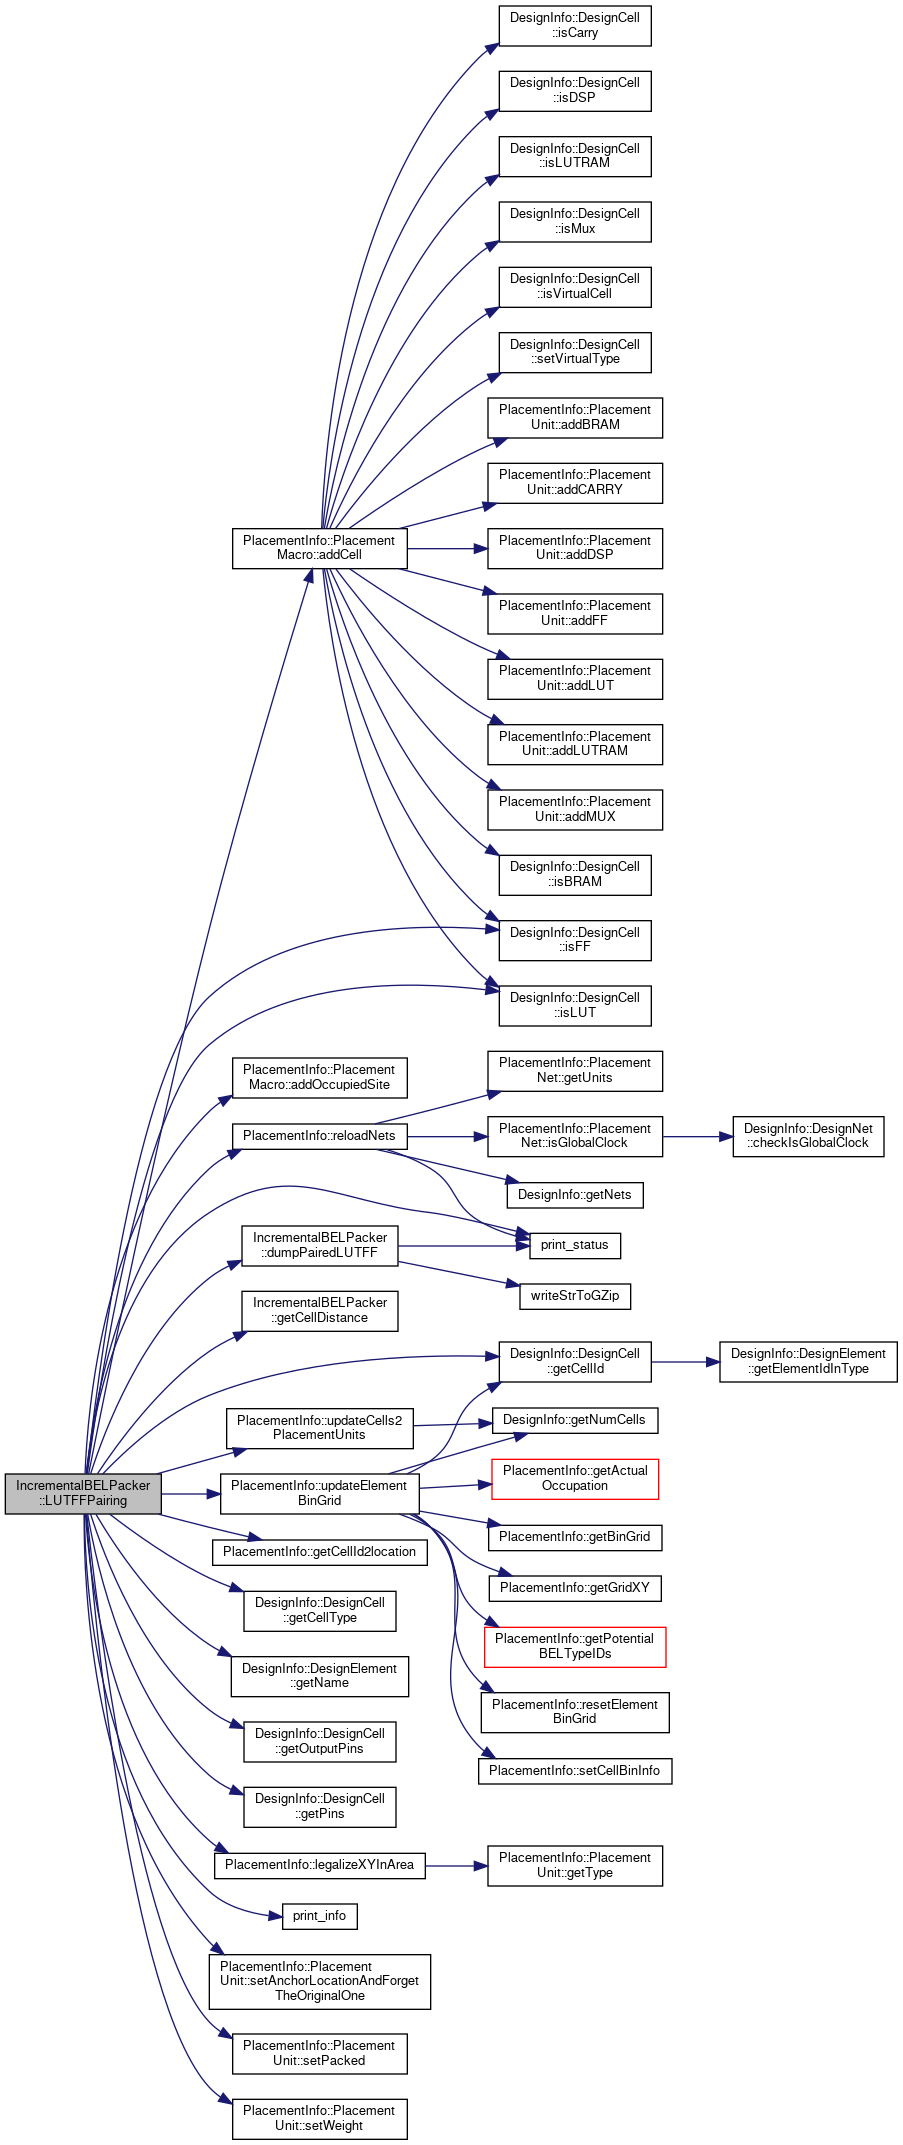 DesignInfo::DesignCell
::isCarry
DesignInfo::DesignCell
::isDSP
DesignInfo::DesignCell
::isLUTRAM
DesignInfo::DesignCell
::isMux
DesignInfo::DesignCell
::isVirtualCell
DesignInfo::DesignCell
::setVirtualType
PlacementInfo::Placement
Unit::addBRAM
PlacementInfo::Placement
Unit::addCARRY
PlacementInfo::Placement
Macro::addCell
PlacementInfo::Placement
Unit::addDSP
PlacementInfo::Placement
Unit::addFF
PlacementInfo::Placement
Unit::addLUT
PlacementInfo::Placement
Unit::addLUTRAM
PlacementInfo::Placement
Unit::addMUX
DesignInfo::DesignCell
::isBRAM
DesignInfo::DesignCell
::isFF
DesignInfo::DesignCell
::isLUT
PlacementInfo::Placement
Macro::addOccupiedSite
PlacementInfo::Placement
Net::getUnits
PlacementInfo::reloadNets
PlacementInfo::Placement
Net::isGlobalClock
DesignInfo::DesignNet
::checkIsGlobalClock
DesignInfo::getNets
IncrementalBELPacker
::dumpPairedLUTFF
print_status
writeStrToGZip
IncrementalBELPacker
::getCellDistance
DesignInfo::DesignCell
::getCellId
DesignInfo::DesignElement
::getElementIdInType
PlacementInfo::updateCells2
PlacementUnits
DesignInfo::getNumCells
IncrementalBELPacker
::LUTFFPairing
PlacementInfo::updateElement
BinGrid
PlacementInfo::getActual
Occupation
PlacementInfo::getBinGrid
PlacementInfo::getCellId2location
PlacementInfo::getGridXY
DesignInfo::DesignCell
::getCellType
PlacementInfo::getPotential
BELTypeIDs
DesignInfo::DesignElement
::getName
PlacementInfo::resetElement
BinGrid
DesignInfo::DesignCell
::getOutputPins
PlacementInfo::setCellBinInfo
DesignInfo::DesignCell
::getPins
PlacementInfo::legalizeXYInArea
PlacementInfo::Placement
Unit::getType
print_info
PlacementInfo::Placement
Unit::setAnchorLocationAndForget
TheOriginalOne
PlacementInfo::Placement
Unit::setPacked
PlacementInfo::Placement
Unit::setWeight